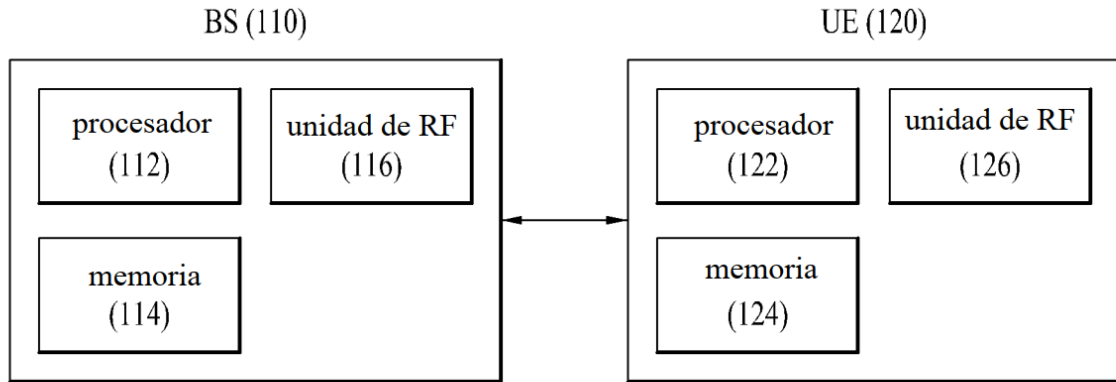 BS (110)
UE (120)
procesador
(112)
unidad de RF
(116)
memoria
(114)
procesador
(122)
unidad de RF
(126)
memoria
(124)